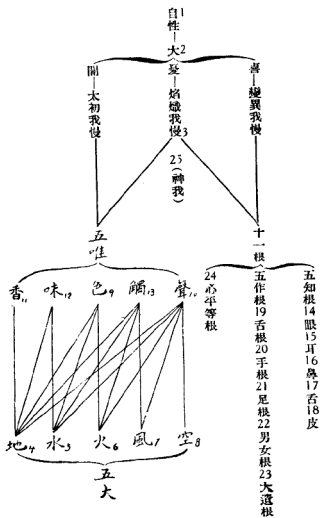 自性1
大2
喜—變異我慢
憂—焰熾我慢3
闇—太初我慢
25(神我)
十一根
五唯
五知根14眼15耳16鼻17舌18皮
五作根19舌根20手根21足根22男女根23大遺根
24心平等根
聲10
觸13
色9
味12
香11
空8
風7
火6
水5
地4
五大